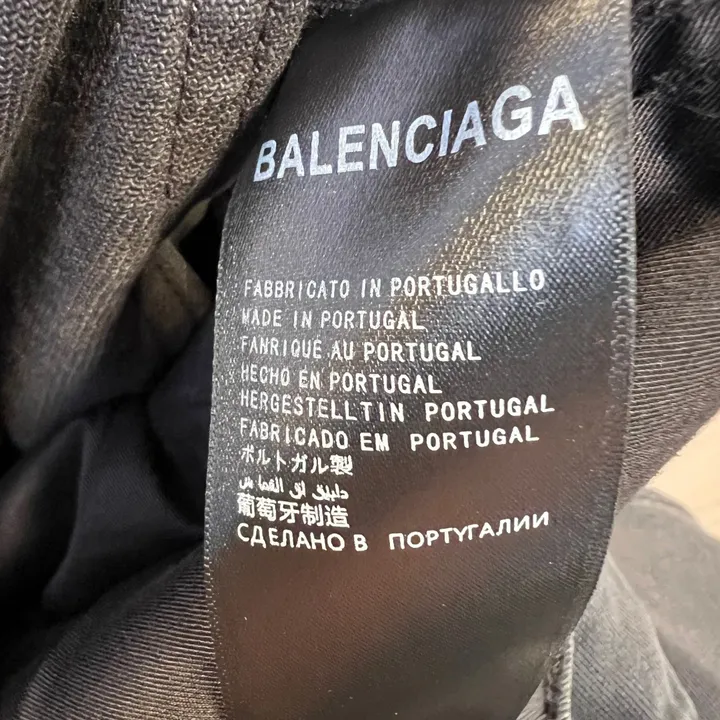 BALENCIAGA
FABBRICATO IN PORTUGALLO
MADE IN PORTUGAL
FANRIQUE AU PORTUGAL
HECHO EN PORTUGAL
HERGESTELLTIN PORTUGAL
FABRICADO EM PORTUGAL
ポルトガル製
葡萄牙制造
СДЕЛАНО В ПОРТУГАЛИИ